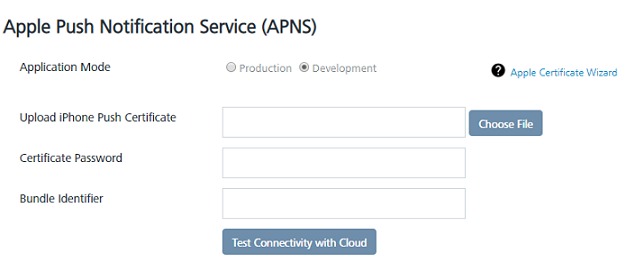 Apple Push Notification Service (APNS)
Application Mode Production Development ? Apple Certificate Wizard
Upload iPhone Push Certificate Choose File
Certificate Password
Bundle Identifier
Test Connectivity with Cloud